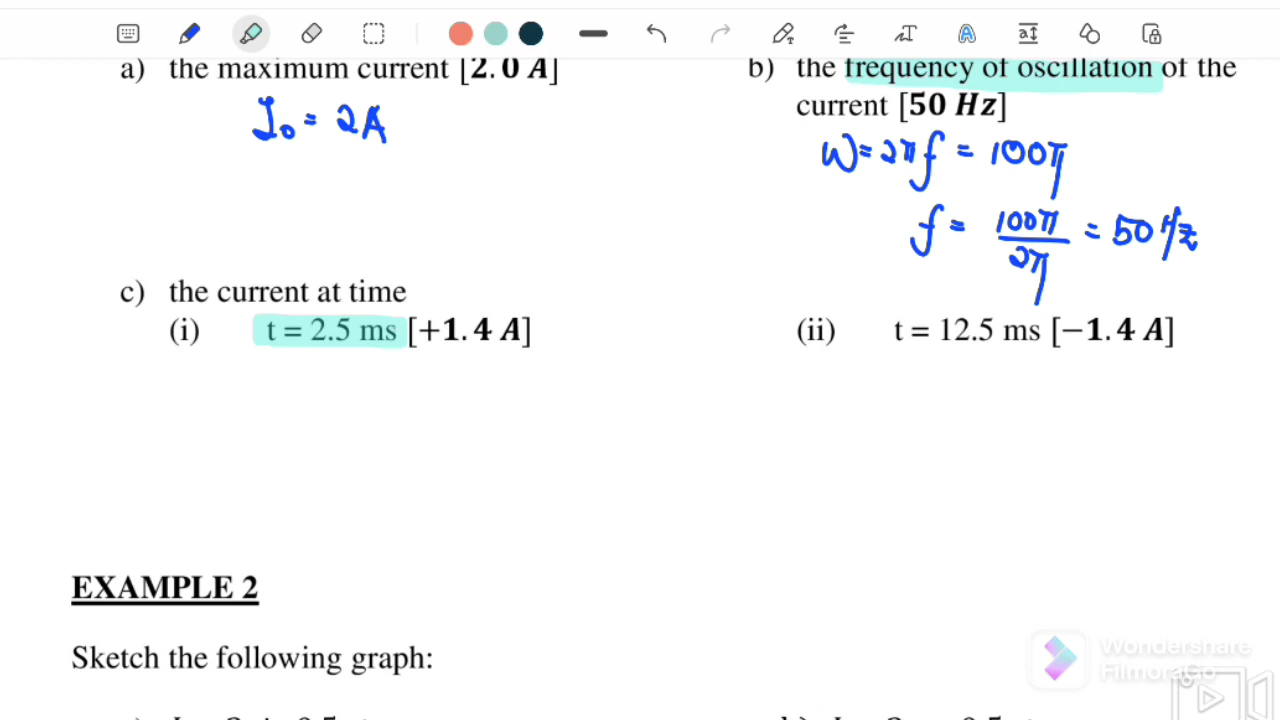 a) the maximum current [2.0 A]
I₀ = 2A
b) the frequency of oscillation of the
current [50 Hz]
W = 2πf = 100π
f = 100π/2π = 50 Hz
c) the current at time
(i) t = 2.5 ms [+1.4 A]
(ii) t = 12.5 ms [−1.4 A]
EXAMPLE 2
Sketch the following graph:
Wondershare
FilmoraGo